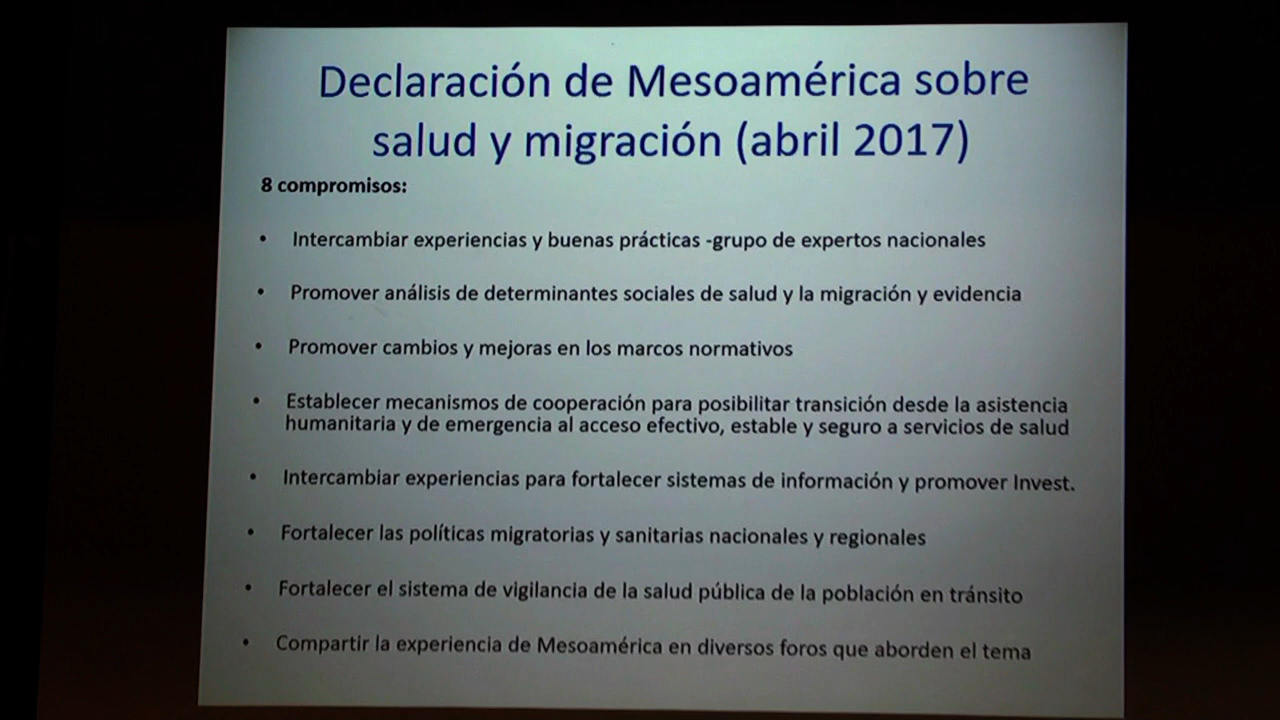 Declaración de Mesoamérica sobre
salud y migración (abril 2017)
8 compromisos:
• Intercambiar experiencias y buenas prácticas -grupo de expertos nacionales
• Promover análisis de determinantes sociales de salud y la migración y evidencia
• Promover cambios y mejoras en los marcos normativos
• Establecer mecanismos de cooperación para posibilitar transición desde la asistencia
humanitaria y de emergencia al acceso efectivo, estable y seguro a servicios de salud
• Intercambiar experiencias para fortalecer sistemas de información y promover Invest.
• Fortalecer las políticas migratorias y sanitarias nacionales y regionales
• Fortalecer el sistema de vigilancia de la salud pública de la población en tránsito
• Compartir la experiencia de Mesoamérica en diversos foros que aborden el tema